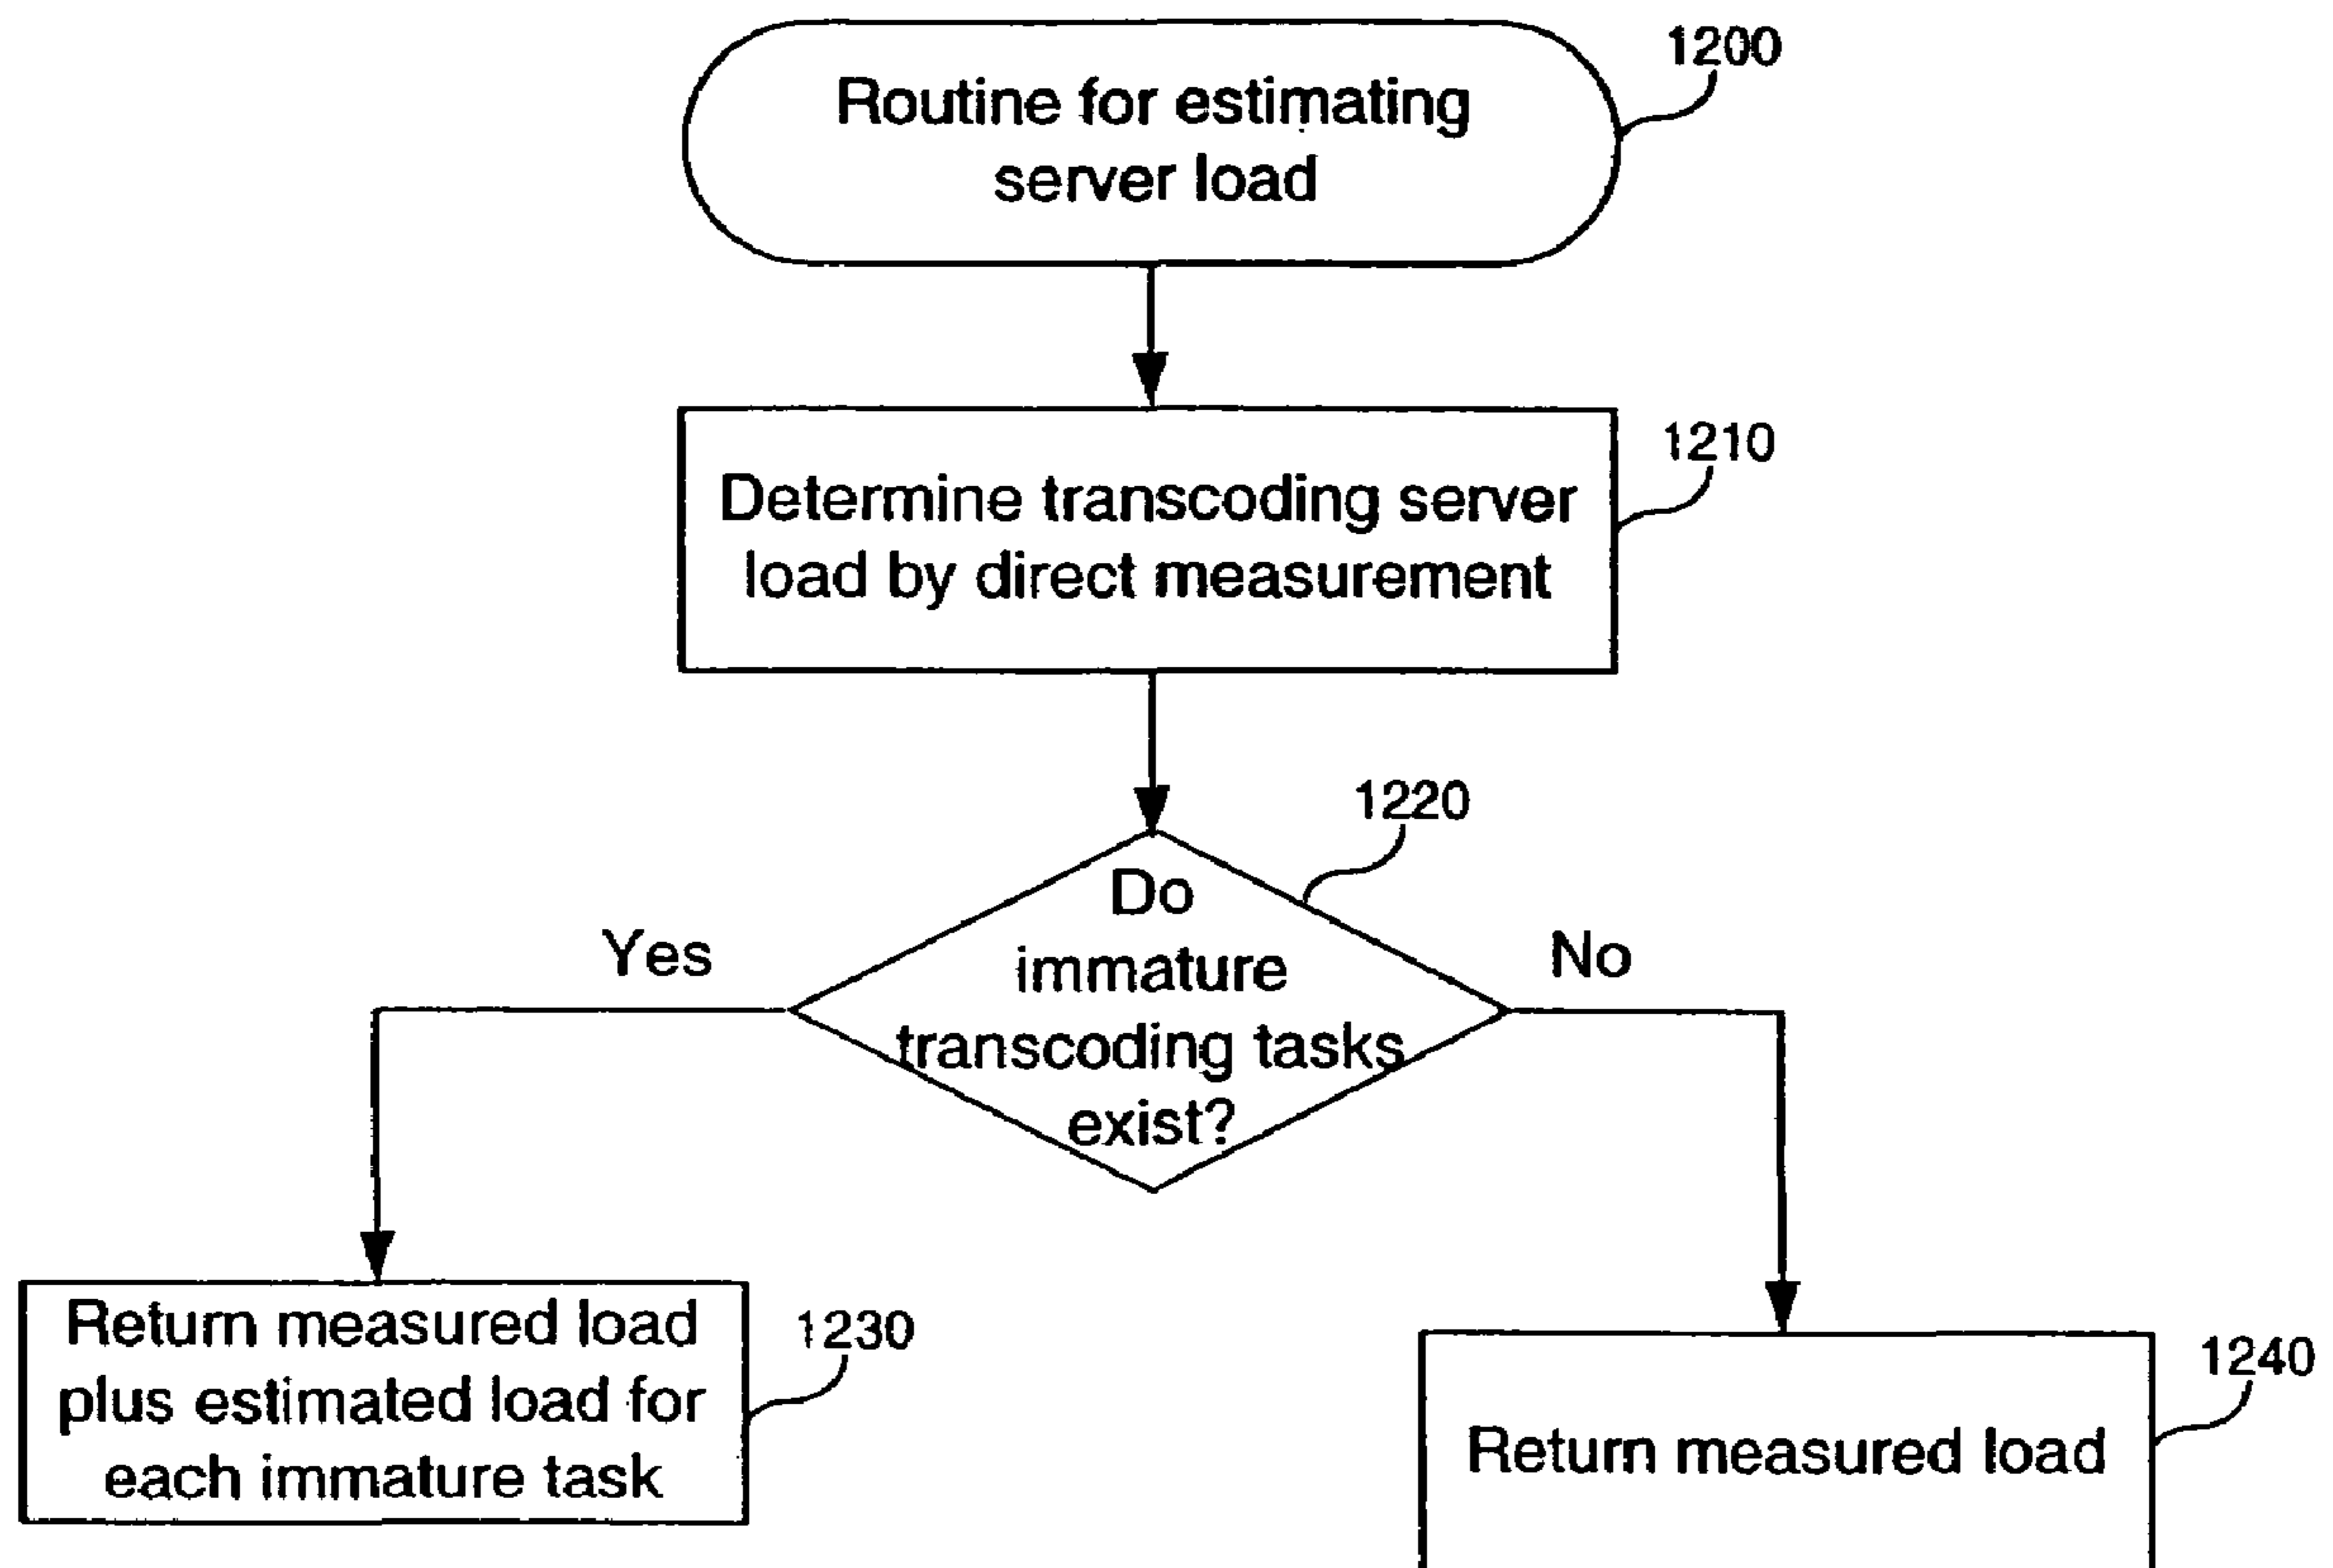 Routine for estimating
server load
1200
Determine transcoding server
load by direct measurement
1210
1220
Do
immature
transcoding tasks
exist?
Yes
No
Return measured load
plus estimated load for
each immature task
1230
Return measured load
1240